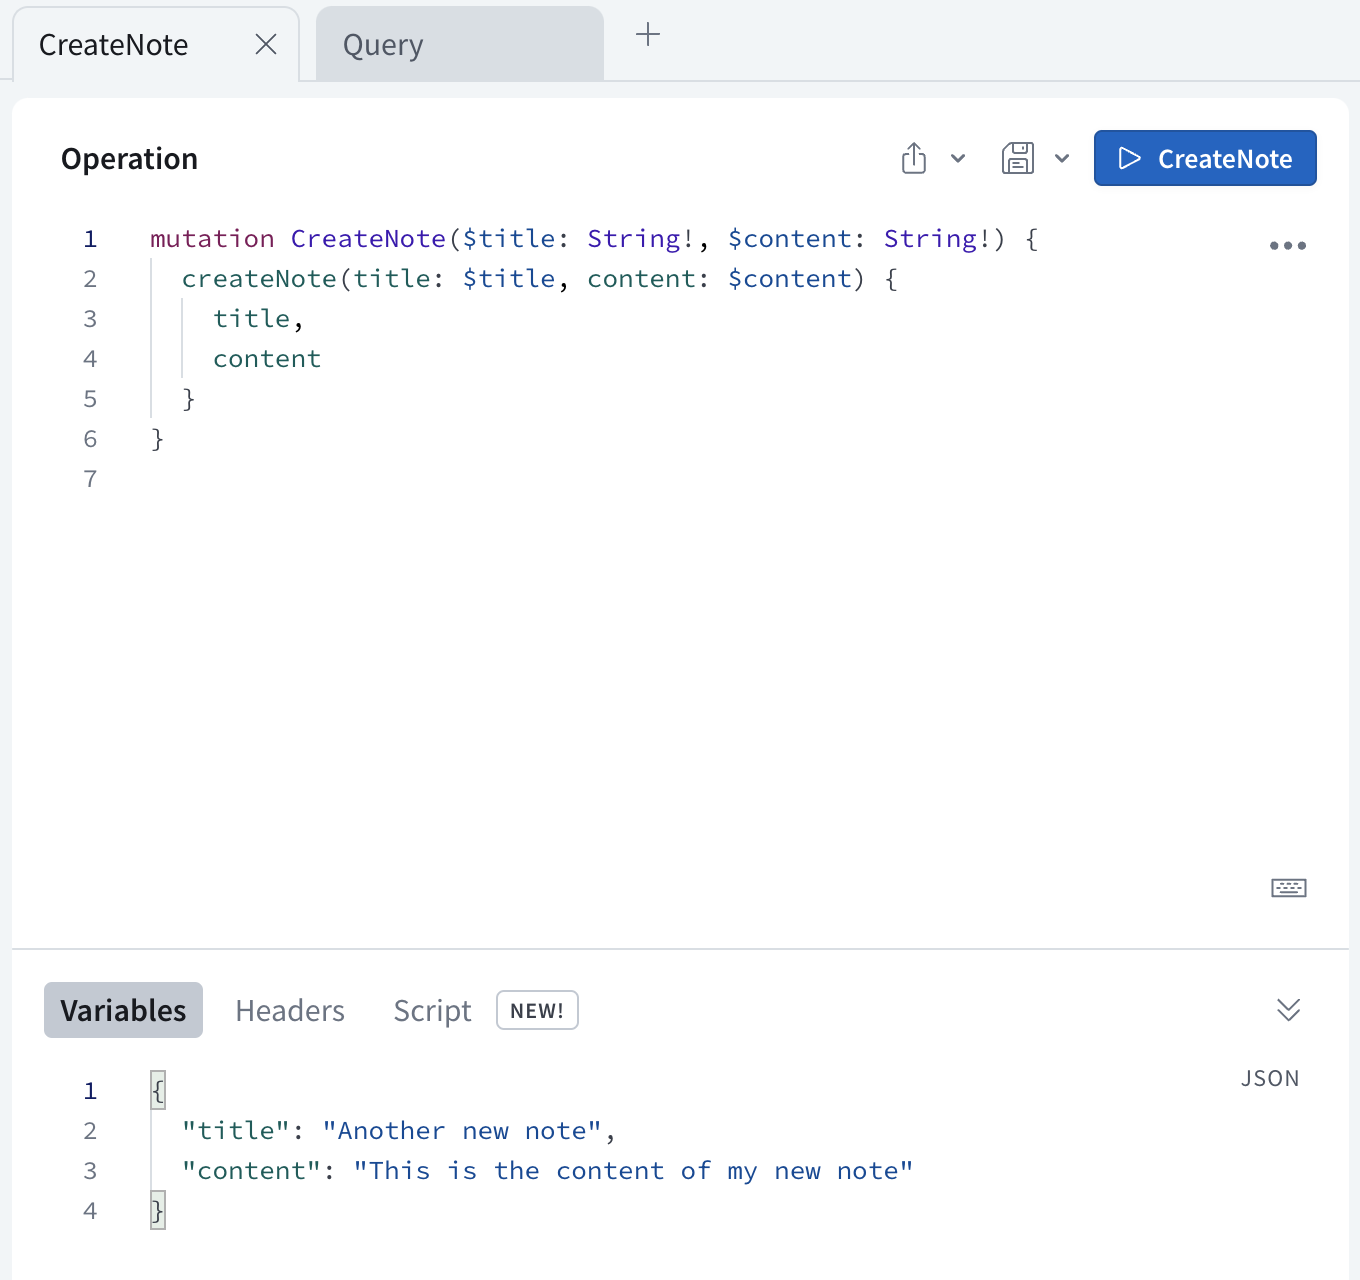 CreateNote
Query
Operation
CreateNote
1 mutation CreateNote($title: String!, $content: String!) {
2 createNote(title: $title, content: $content) {
3 title,
4 content
5 }
6 }
7
Variables Headers Script NEW!
JSON
1 {
2 "title": "Another new note",
3 "content": "This is the content of my new note"
4 }